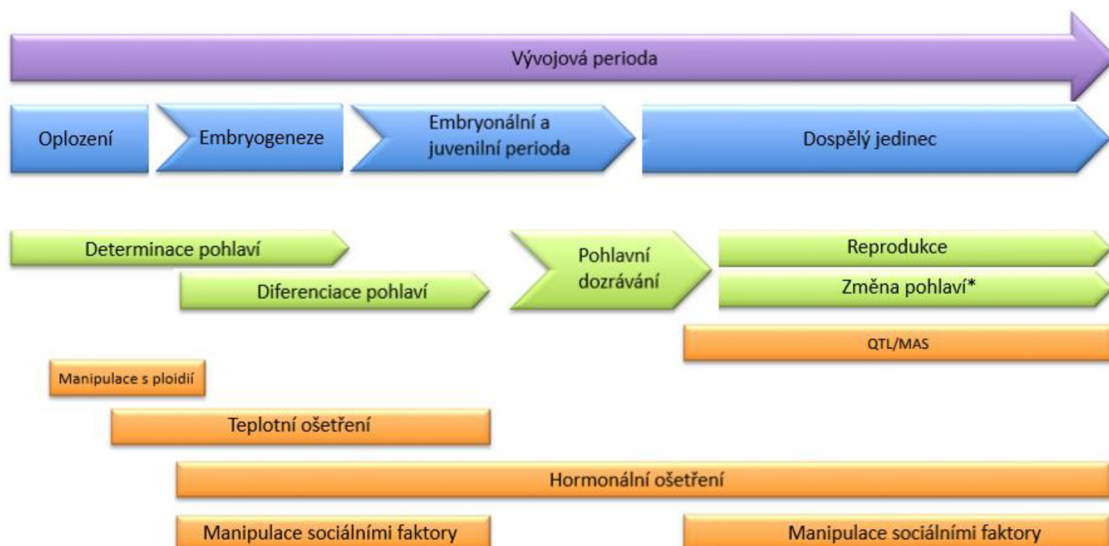 Vývojová perioda
Oplození
Embryogeneze
Embryonální a
juvenilní perioda
Dospělý jedinec
Determinace pohlaví
Diferenciace pohlaví
Pohlavní
dozrávání
Reprodukce
Změna pohlaví*
QTL/MAS
Manipulace s ploidií
Teplotní ošetření
Hormonální ošetření
Manipulace sociálními faktory
Manipulace sociálními faktory